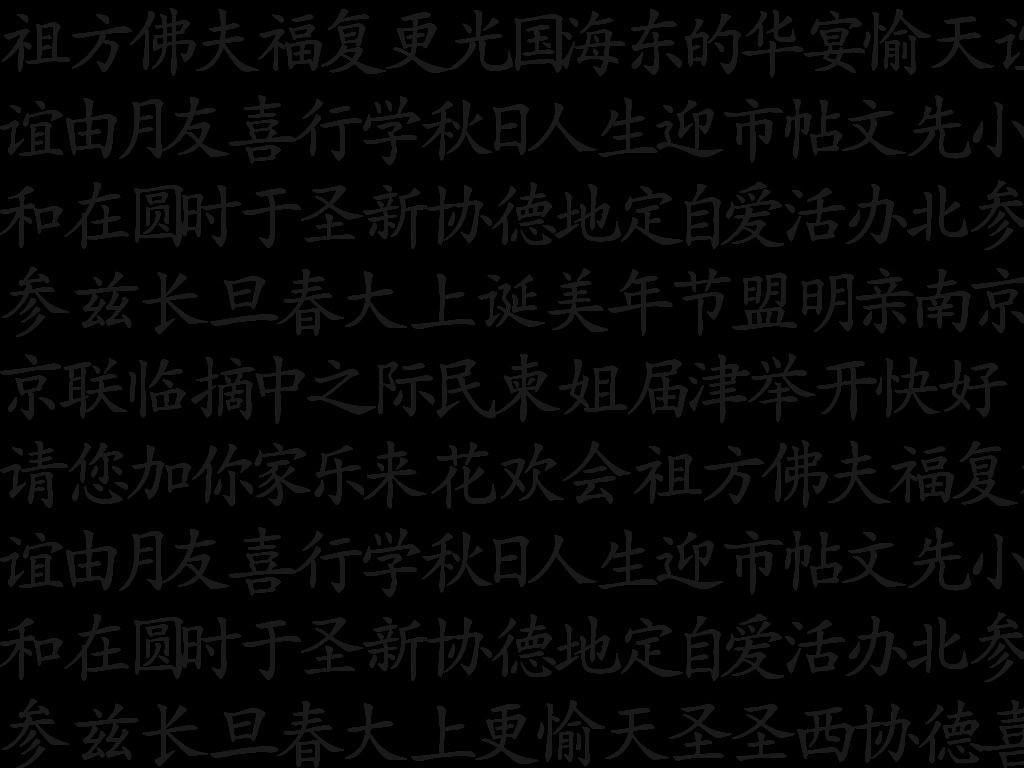 祖方佛夫福复更光国海东的华宴愉天
谊由月友喜行学秋日人生迎市帖文先小
和在圆时于圣新协德地定自爱活办北参
参兹长旦春大上诞美年节盟明亲南京
京联临摘中之际民柬姐届津举开快好
请您加你家乐来花欢会祖方佛夫福复
谊由月友喜行学秋日人生迎市帖文先小
和在圆时于圣新协德地定自爱活办北参
参兹长旦春大上更愉天圣圣西协德喜